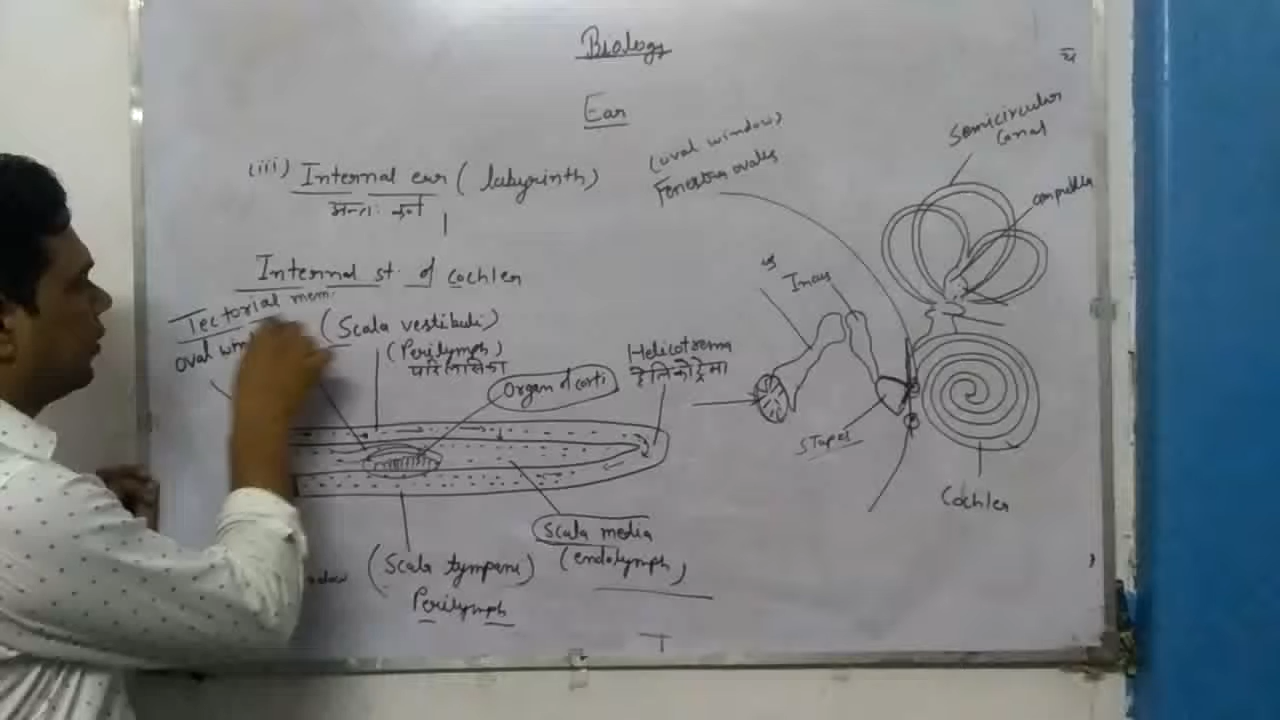 Biology
Ear
(iii) Internal ear (labyrinth)
अन्तः कर्ण
Internal st. of cochlea
Tectorial mem.
oval win
(Scala vestibuli)
(Perilymph)
परिलसिका
Organ of corti
Helicotrema
हेलिकोट्रेमा
Scala media
(endolymph)
(Scala tympani)
Perilymph
(oval window)
Fenestra ovalis
Semicircular
Canal
ampulla
us
Incus
Stapes
Cochlea